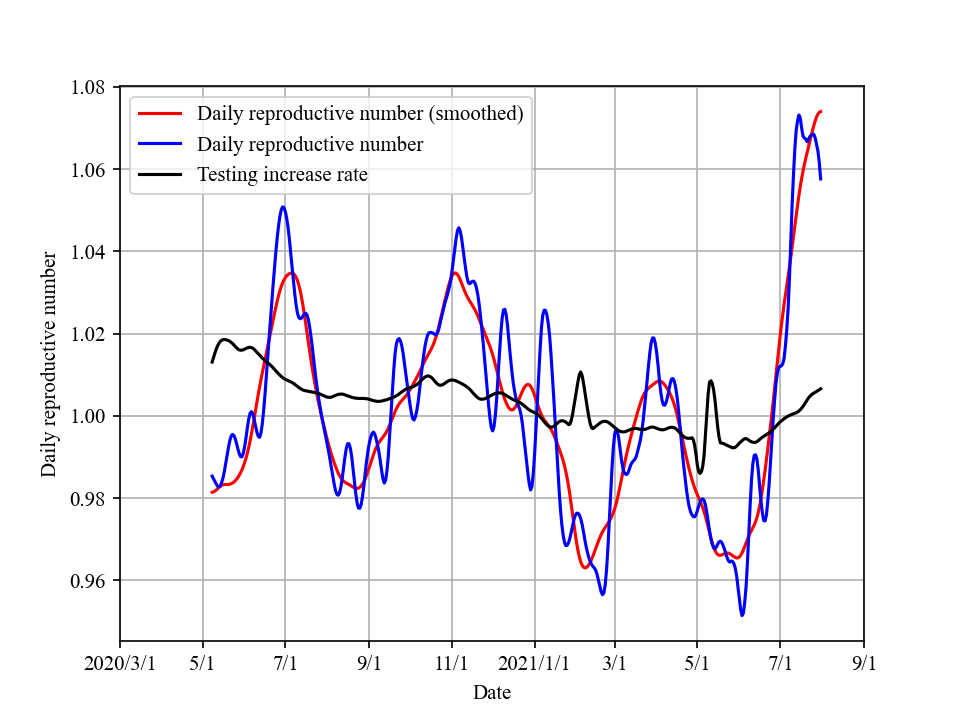 1.08
1.06
1.04
1.02
1.00
0.98
0.96
Daily reproductive number
Daily reproductive number (smoothed)
Daily reproductive number
Testing increase rate
2020/3/1 5/1 7/1 9/1 11/1 2021/1/1 3/1 5/1 7/1 9/1
Date